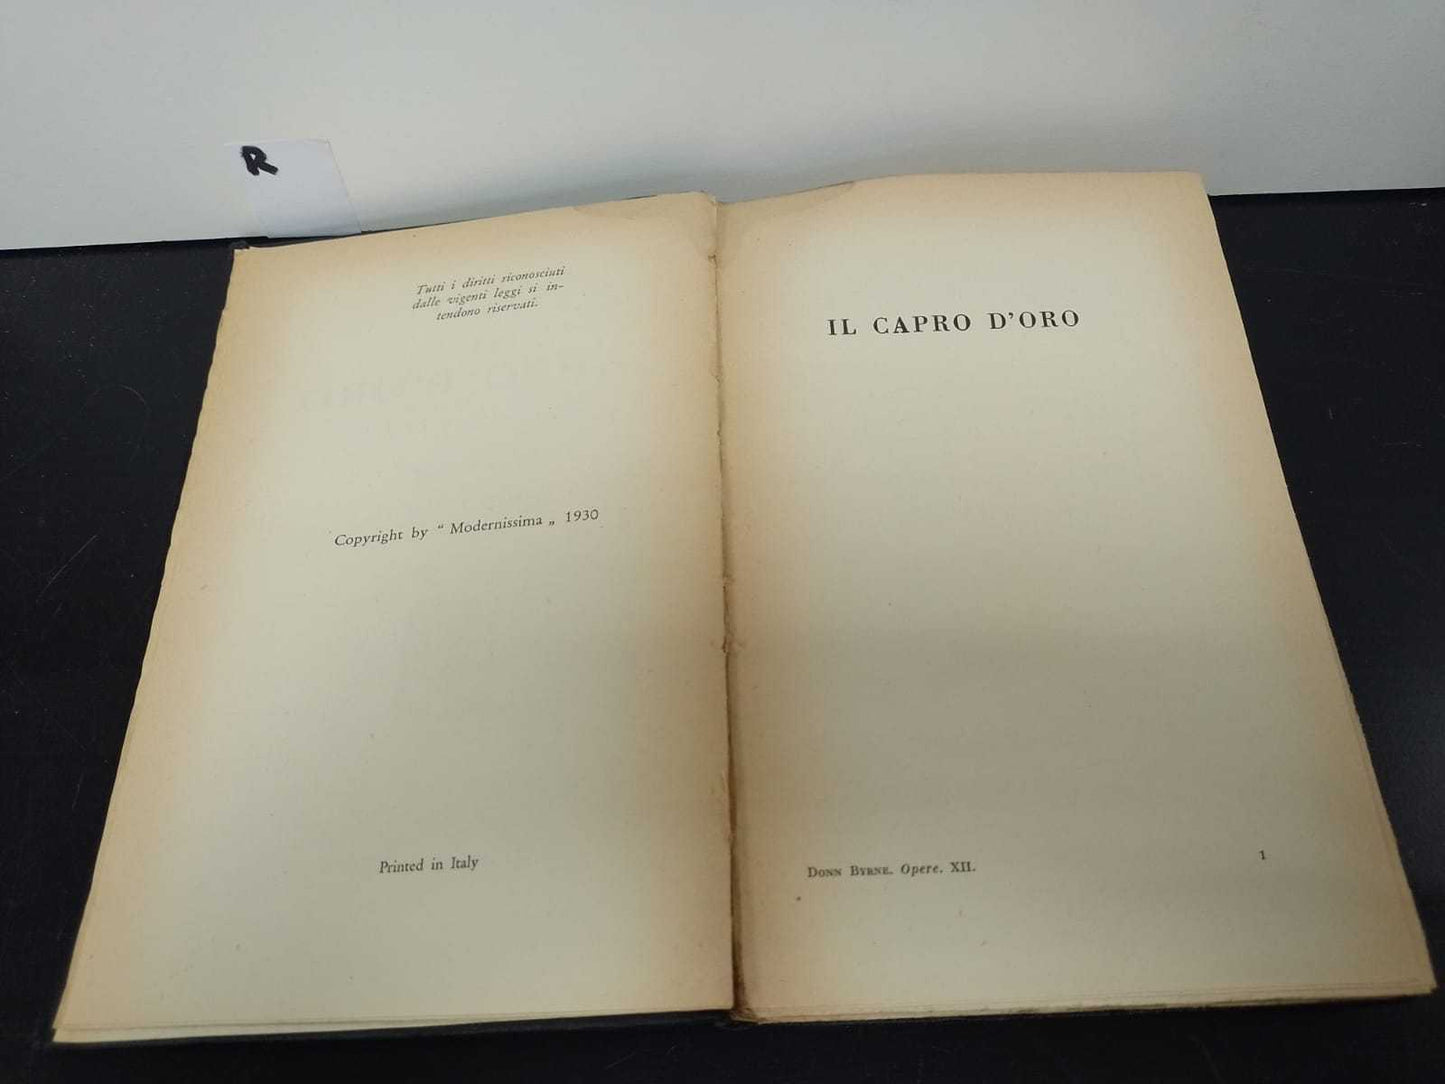 R
Tutti i diritti riconosciuti
dalle vigenti leggi si in-
tendono riservati.
Copyright by “ Modernissima „ 1930
Printed in Italy
IL CAPRO D'ORO
Donn Byrne. Opere. XII.
1